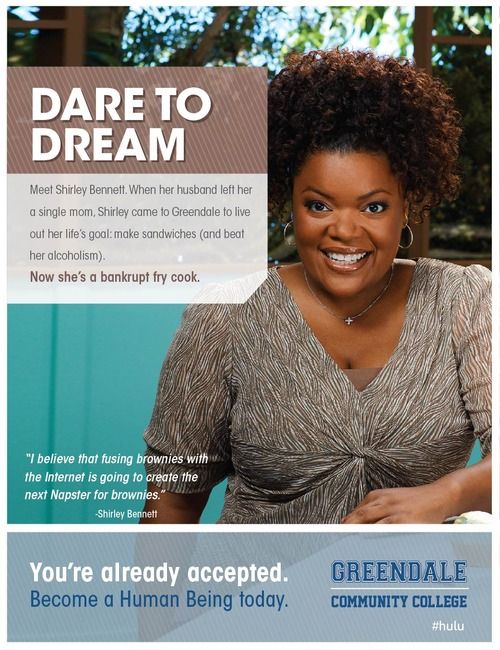 DARE TO
DREAM
Meet Shirley Bennett. When her husband left her
a single mom, Shirley came to Greendale to live
out her life's goal: make sandwiches (and beat
her alcoholism).
Now she's a bankrupt fry cook.
"I believe that fusing brownies with
the Internet is going to create the
next Napster for brownies."
-Shirley Bennett
You're already accepted.
Become a Human Being today.
GREENDALE
COMMUNITY COLLEGE
#hulu